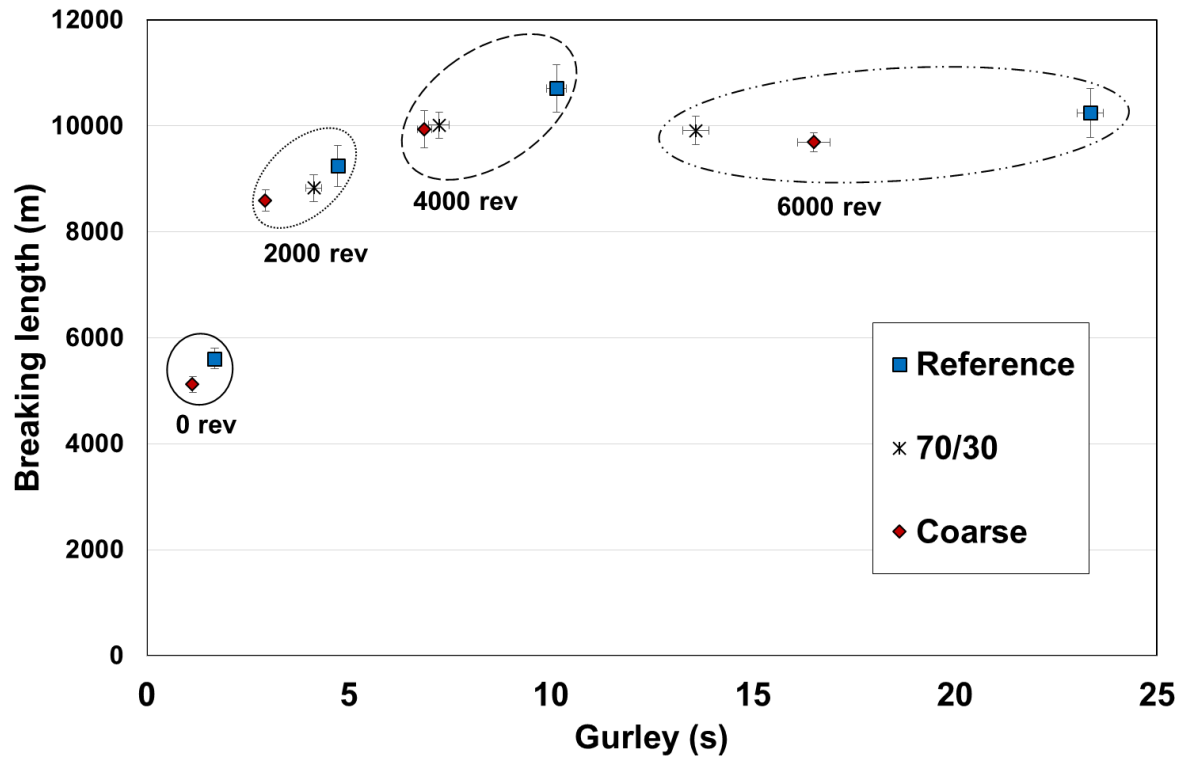 12000
10000
8000
6000
4000
2000
0
Breaking length (m)
4000 rev
6000 rev
2000 rev
0 rev
Reference
70/30
Coarse
0 5 10 15 20 25
Gurley (s)